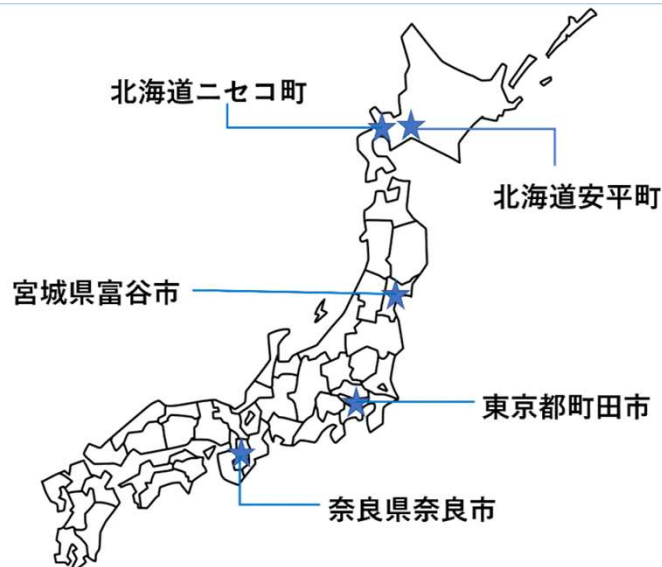 北海道ニセコ町
北海道安平町
宮城県富谷市
東京都町田市
奈良県奈良市